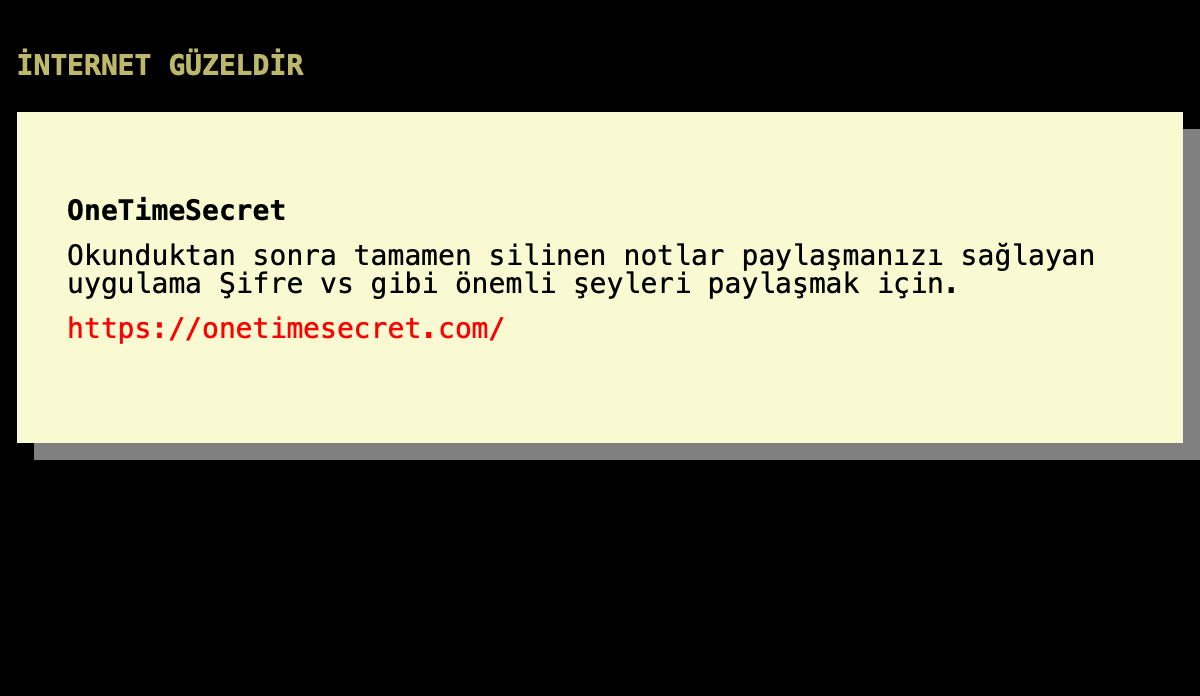 İNTERNET GÜZELDİR
OneTimeSecret
Okunduktan sonra tamamen silinen notlar paylaşmanızı sağlayan
uygulama Şifre vs gibi önemli şeyleri paylaşmak için.
https://onetimesecret.com/